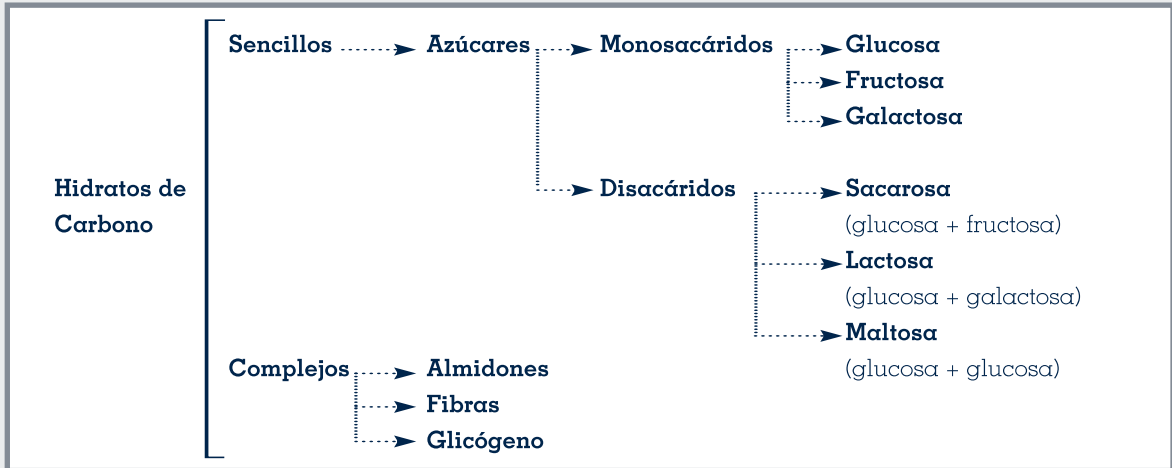 Hidratos de
Carbono
Sencillos
Azúcares
Monosacáridos
Glucosa
Fructosa
Galactosa
Disacáridos
Sacarosa
(glucosa + fructosa)
Lactosa
(glucosa + galactosa)
Maltosa
(glucosa + glucosa)
Complejos
Almidones
Fibras
Glicógeno